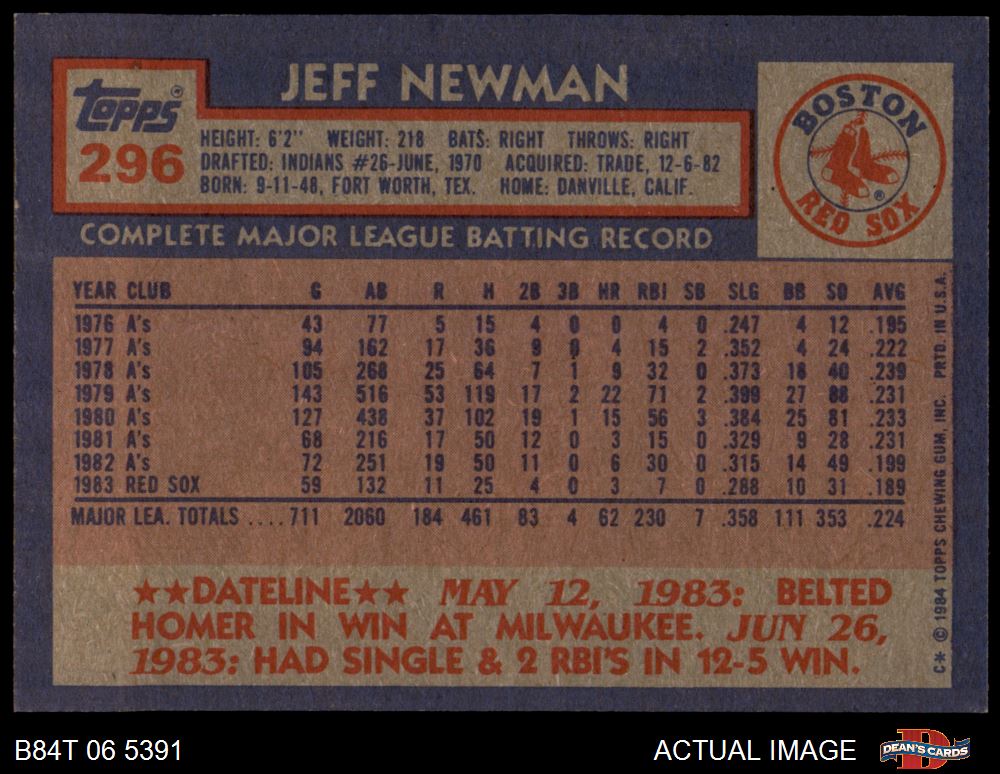 JEFF NEWMAN
Topps®
296
HEIGHT: 6'2" WEIGHT: 218 BATS: RIGHT THROWS: RIGHT
DRAFTED: INDIANS #26-JUNE, 1970 ACQUIRED: TRADE, 12-6-82
BORN: 9-11-48, FORT WORTH, TEX. HOME: DANVILLE, CALIF.
BOSTON
RED SOX
®
COMPLETE MAJOR LEAGUE BATTING RECORD
YEAR CLUB G AB R H 2B 3B HR RBI SB SLG BB SO AVG
1976 A's 43 77 5 15 4 0 0 4 0 .247 4 12 .195
1977 A's 94 162 17 36 9 0 4 15 2 .352 4 24 .222
1978 A's 105 268 25 64 7 1 9 32 0 .373 18 40 .239
1979 A's 143 516 53 119 17 2 22 71 2 .399 27 88 .231
1980 A's 127 438 37 102 19 1 15 56 3 .384 25 81 .233
1981 A's 68 216 17 50 12 0 3 15 0 .329 9 28 .231
1982 A's 72 251 19 50 11 0 6 30 0 .315 14 49 .199
1983 RED SOX 59 132 11 25 4 0 3 7 0 .288 10 31 .189
MAJOR LEA. TOTALS .... 711 2060 184 461 83 4 62 230 7 .358 111 353 .224
★★DATELINE★★ MAY 12, 1983: BELTED
HOMER IN WIN AT MILWAUKEE. JUN 26,
1983: HAD SINGLE & 2 RBI'S IN 12-5 WIN.
C* © 1984 TOPPS CHEWING GUM, INC. PRTD. IN U.S.A.
B84T 06 5391
ACTUAL IMAGE
DEAN'S CARDS